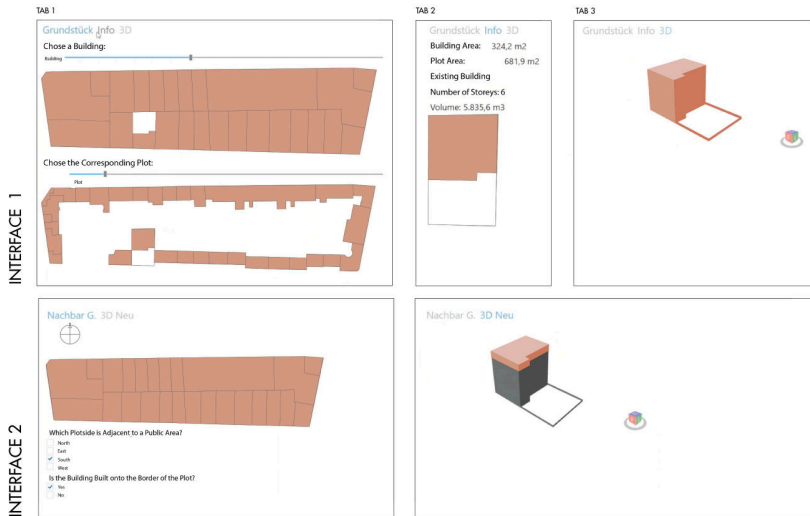 TAB 1
TAB 2
TAB 3
INTERFACE 1
Grundstück Info 3D
Chose a Building:
Building
Chose the Corresponding Plot:
Plot
Grundstück Info 3D
Building Area: 324,2 m2
Plot Area: 681,9 m2
Existing Building
Number of Storeys: 6
Volume: 5.835,6 m3
Grundstück Info 3D
INTERFACE 2
Nachbar G. 3D Neu
Which Plotside is Adjacent to a Public Area?
North
East
South
West
Is the Building Built onto the Border of the Plot?
Yes
No
Nachbar G. 3D Neu